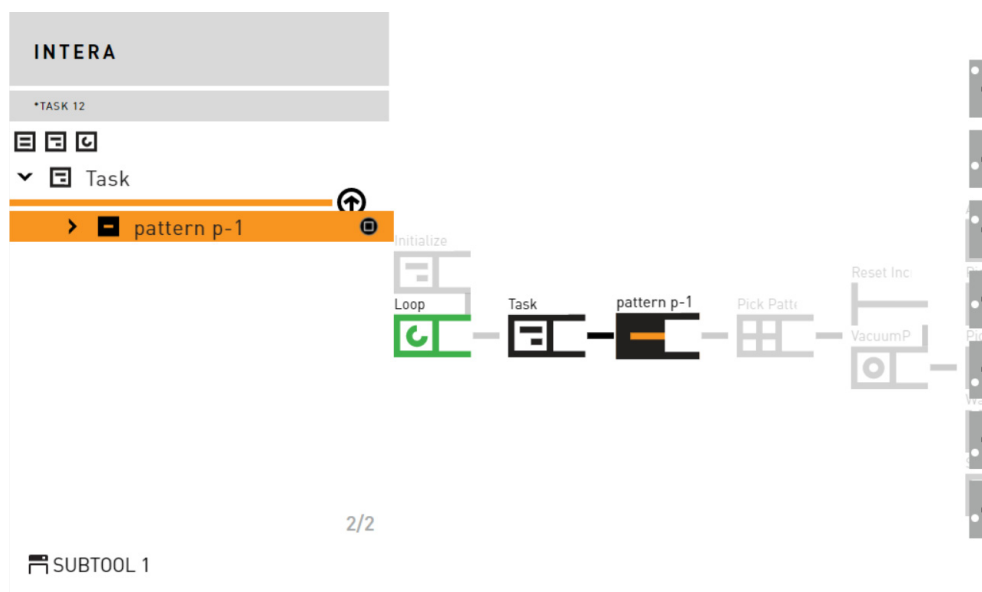 INTERA
*TASK 12
Task
pattern p-1
2/2
SUBTOOL 1
Initialize
Loop
Task
pattern p-1
Pick Patte
Reset Inc
VacuumP